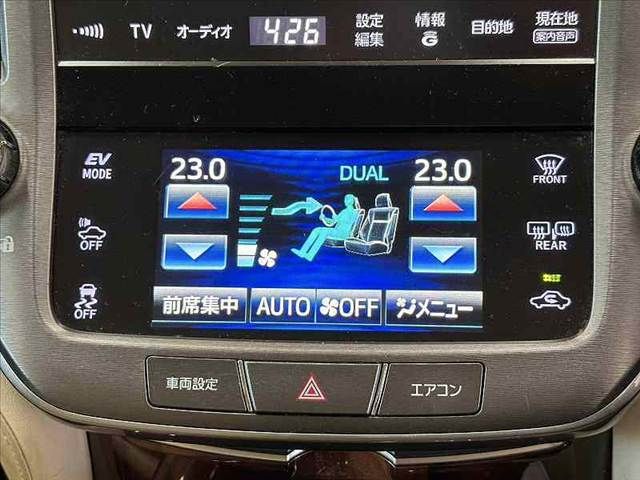 TV オーディオ 426 設定編集 情報G 目的地 現在地 案内音声
EV MODE 23.0 DUAL 23.0 FRONT
OFF REAR
OFF 前席集中 AUTO OFF メニュー
車両設定 エアコン